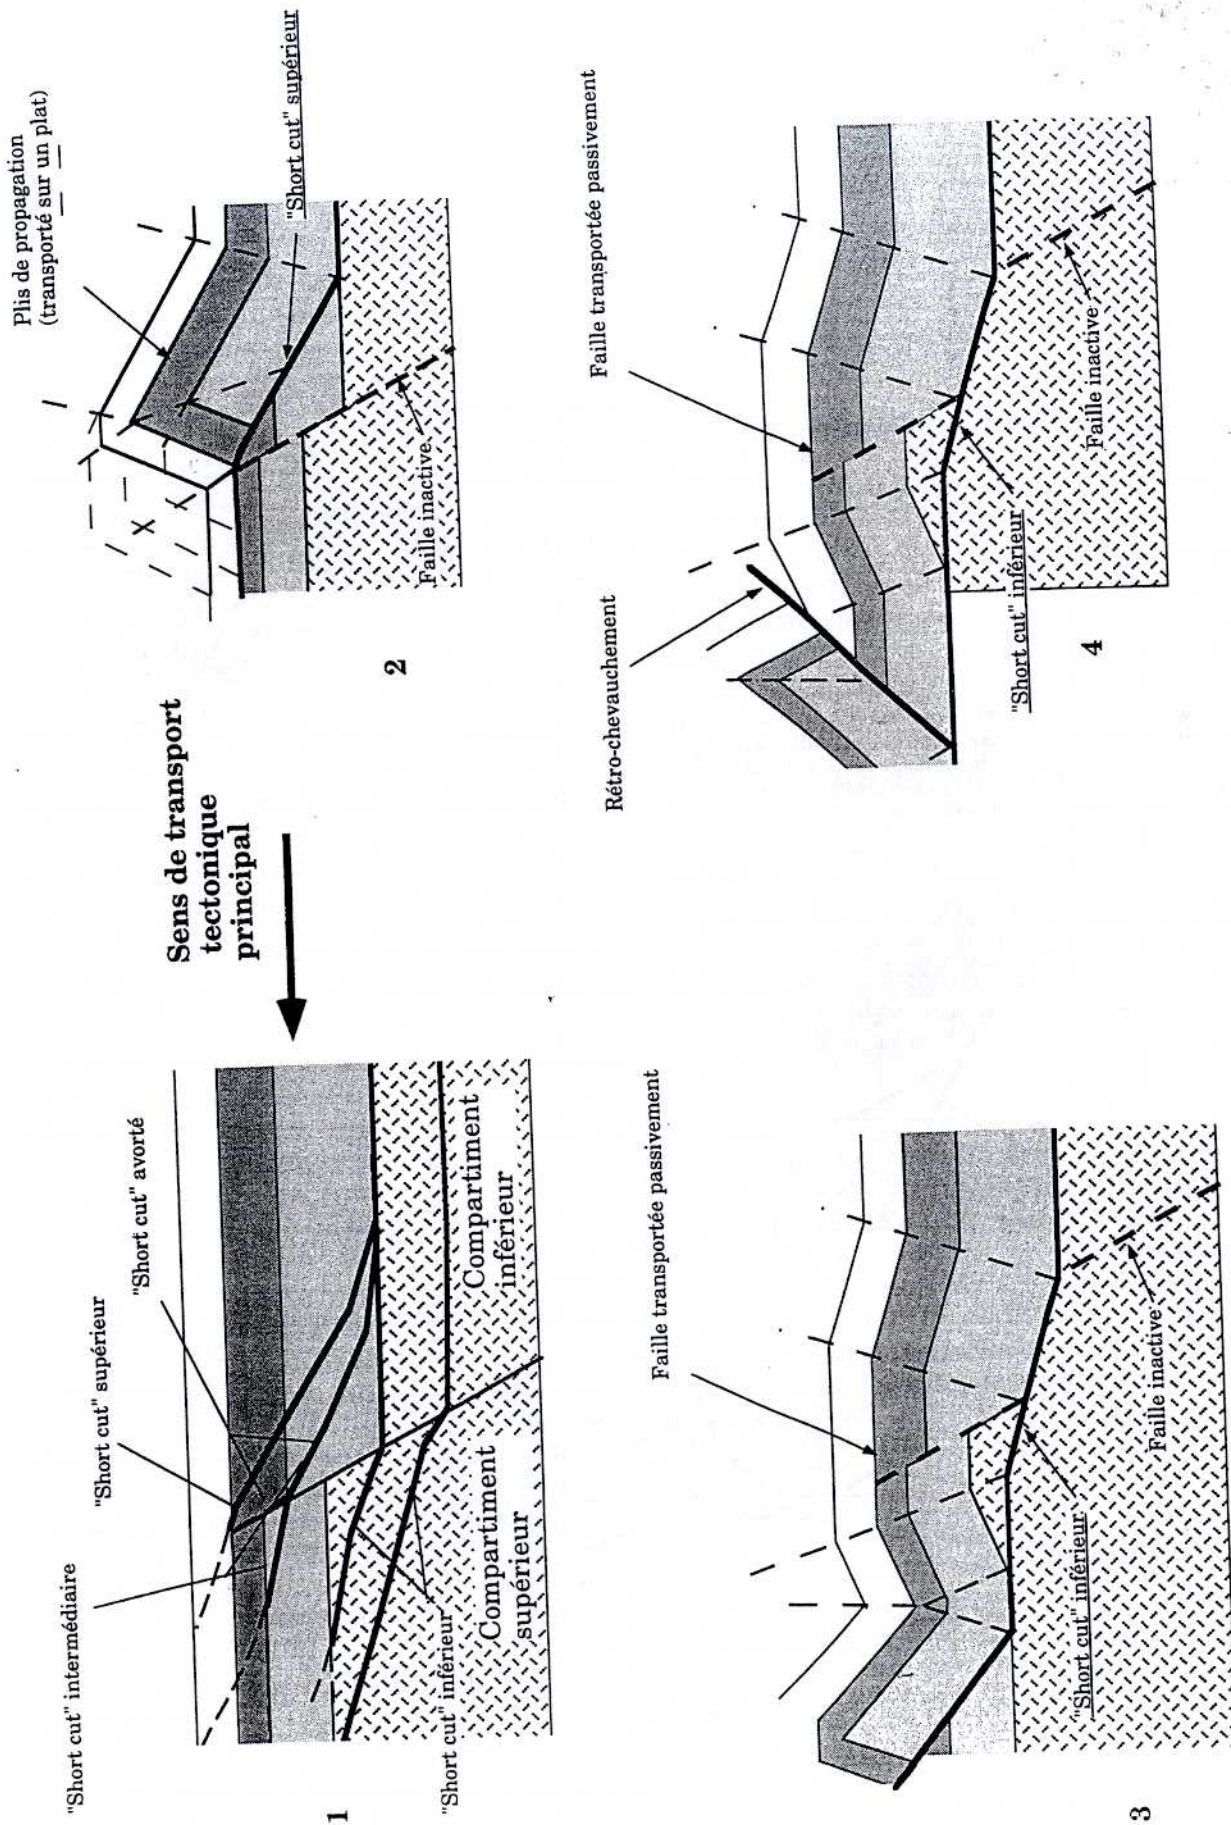 "Short cut" intermédiaire
"Short cut" supérieur
"Short cut" avorté
Compartiment
inférieur
Compartiment
supérieur
"Short cut" inférieur
1
Sens de transport
tectonique
principal
Plis de propagation
(transporté sur un plat)
"Short cut" supérieur
Faille inactive
2
Faille transportée passivement
Faille inactive
"Short cut" inférieur
3
Rétro-chevauchement
Faille transportée passivement
Faille inactive
"Short cut" inférieur
4